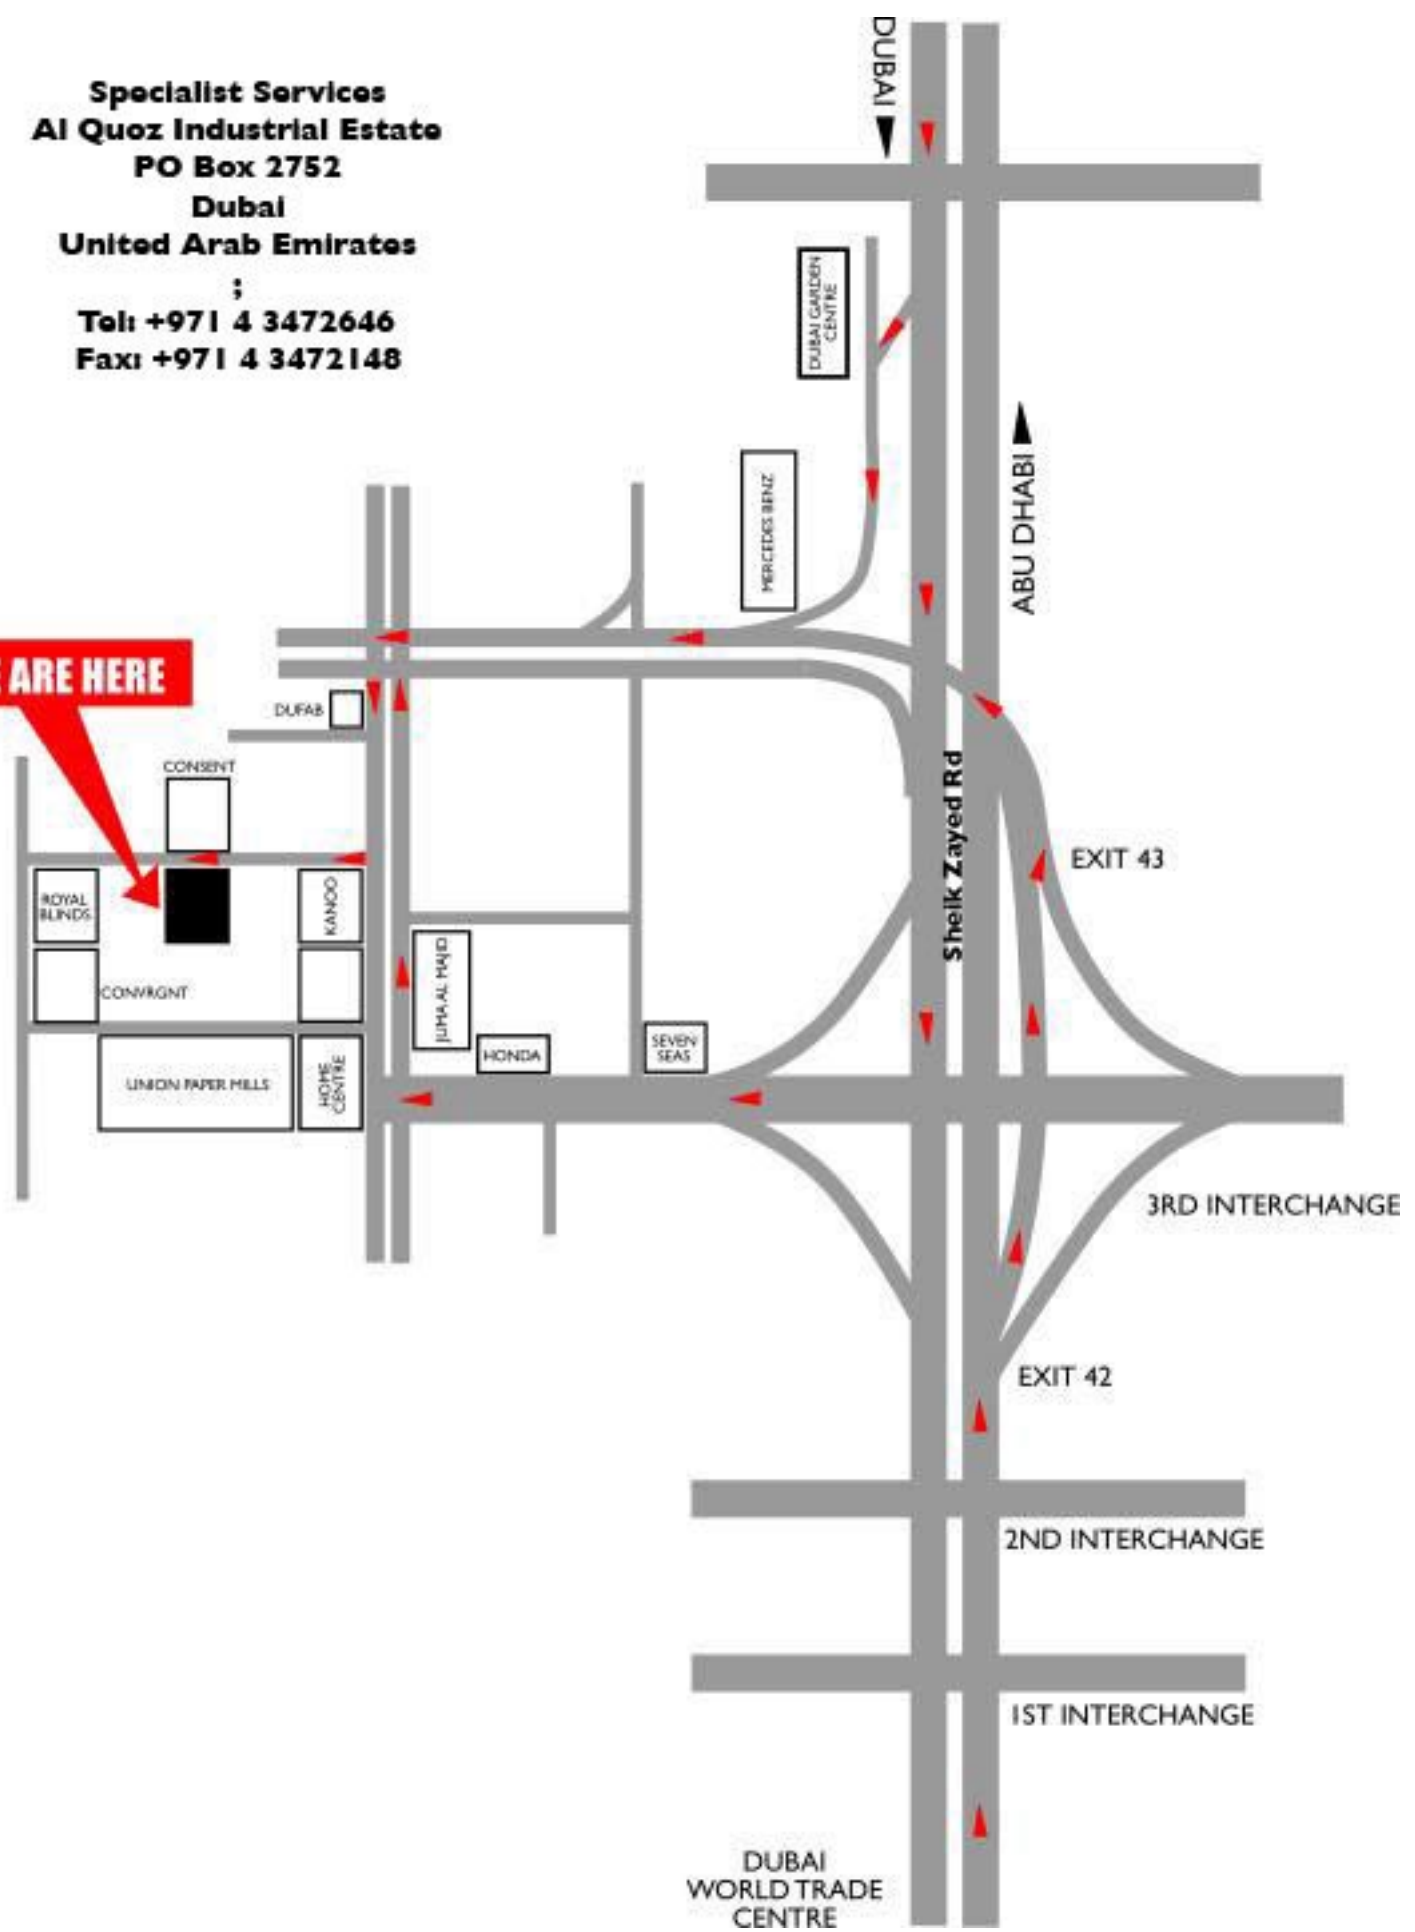 Specialist Services
Al Quoz Industrial Estate
PO Box 2752
Dubai
United Arab Emirates
;
Tel: +971 4 3472646
Fax: +971 4 3472148
DUBAI
DUBAI GARDEN
CENTRE
MERCEDES BENZ
ABU DHABI
ARE HERE
DUFAB
CONSENT
Sheik Zayed Rd
EXIT 43
ROYAL
BLINDS
KANOO
JUMA AL MAJID
CONVRGNT
HONDA
SEVEN
SEAS
UNION PAPER MILLS
HOME
CENTRE
3RD INTERCHANGE
EXIT 42
2ND INTERCHANGE
1ST INTERCHANGE
DUBAI
WORLD TRADE
CENTRE